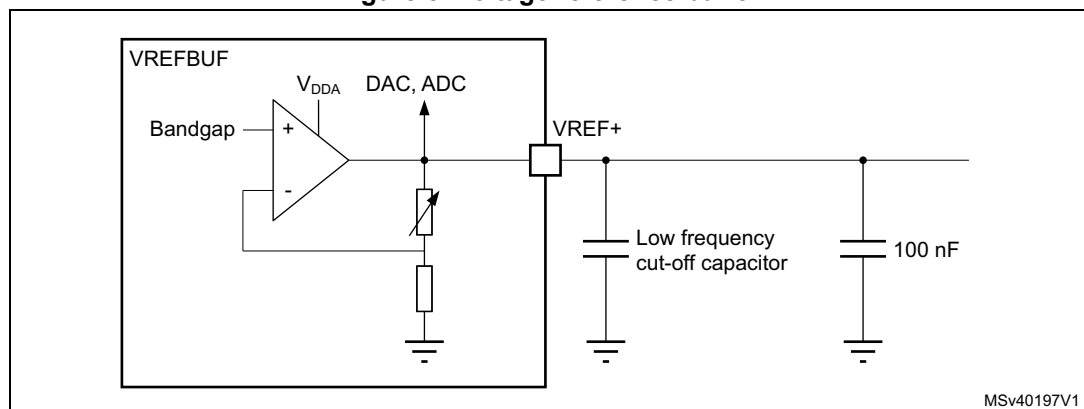 VREFBUF
VDDA
DAC, ADC
Bandgap
+
-
VREF+
Low frequency
cut-off capacitor
100 nF
MSv40197V1